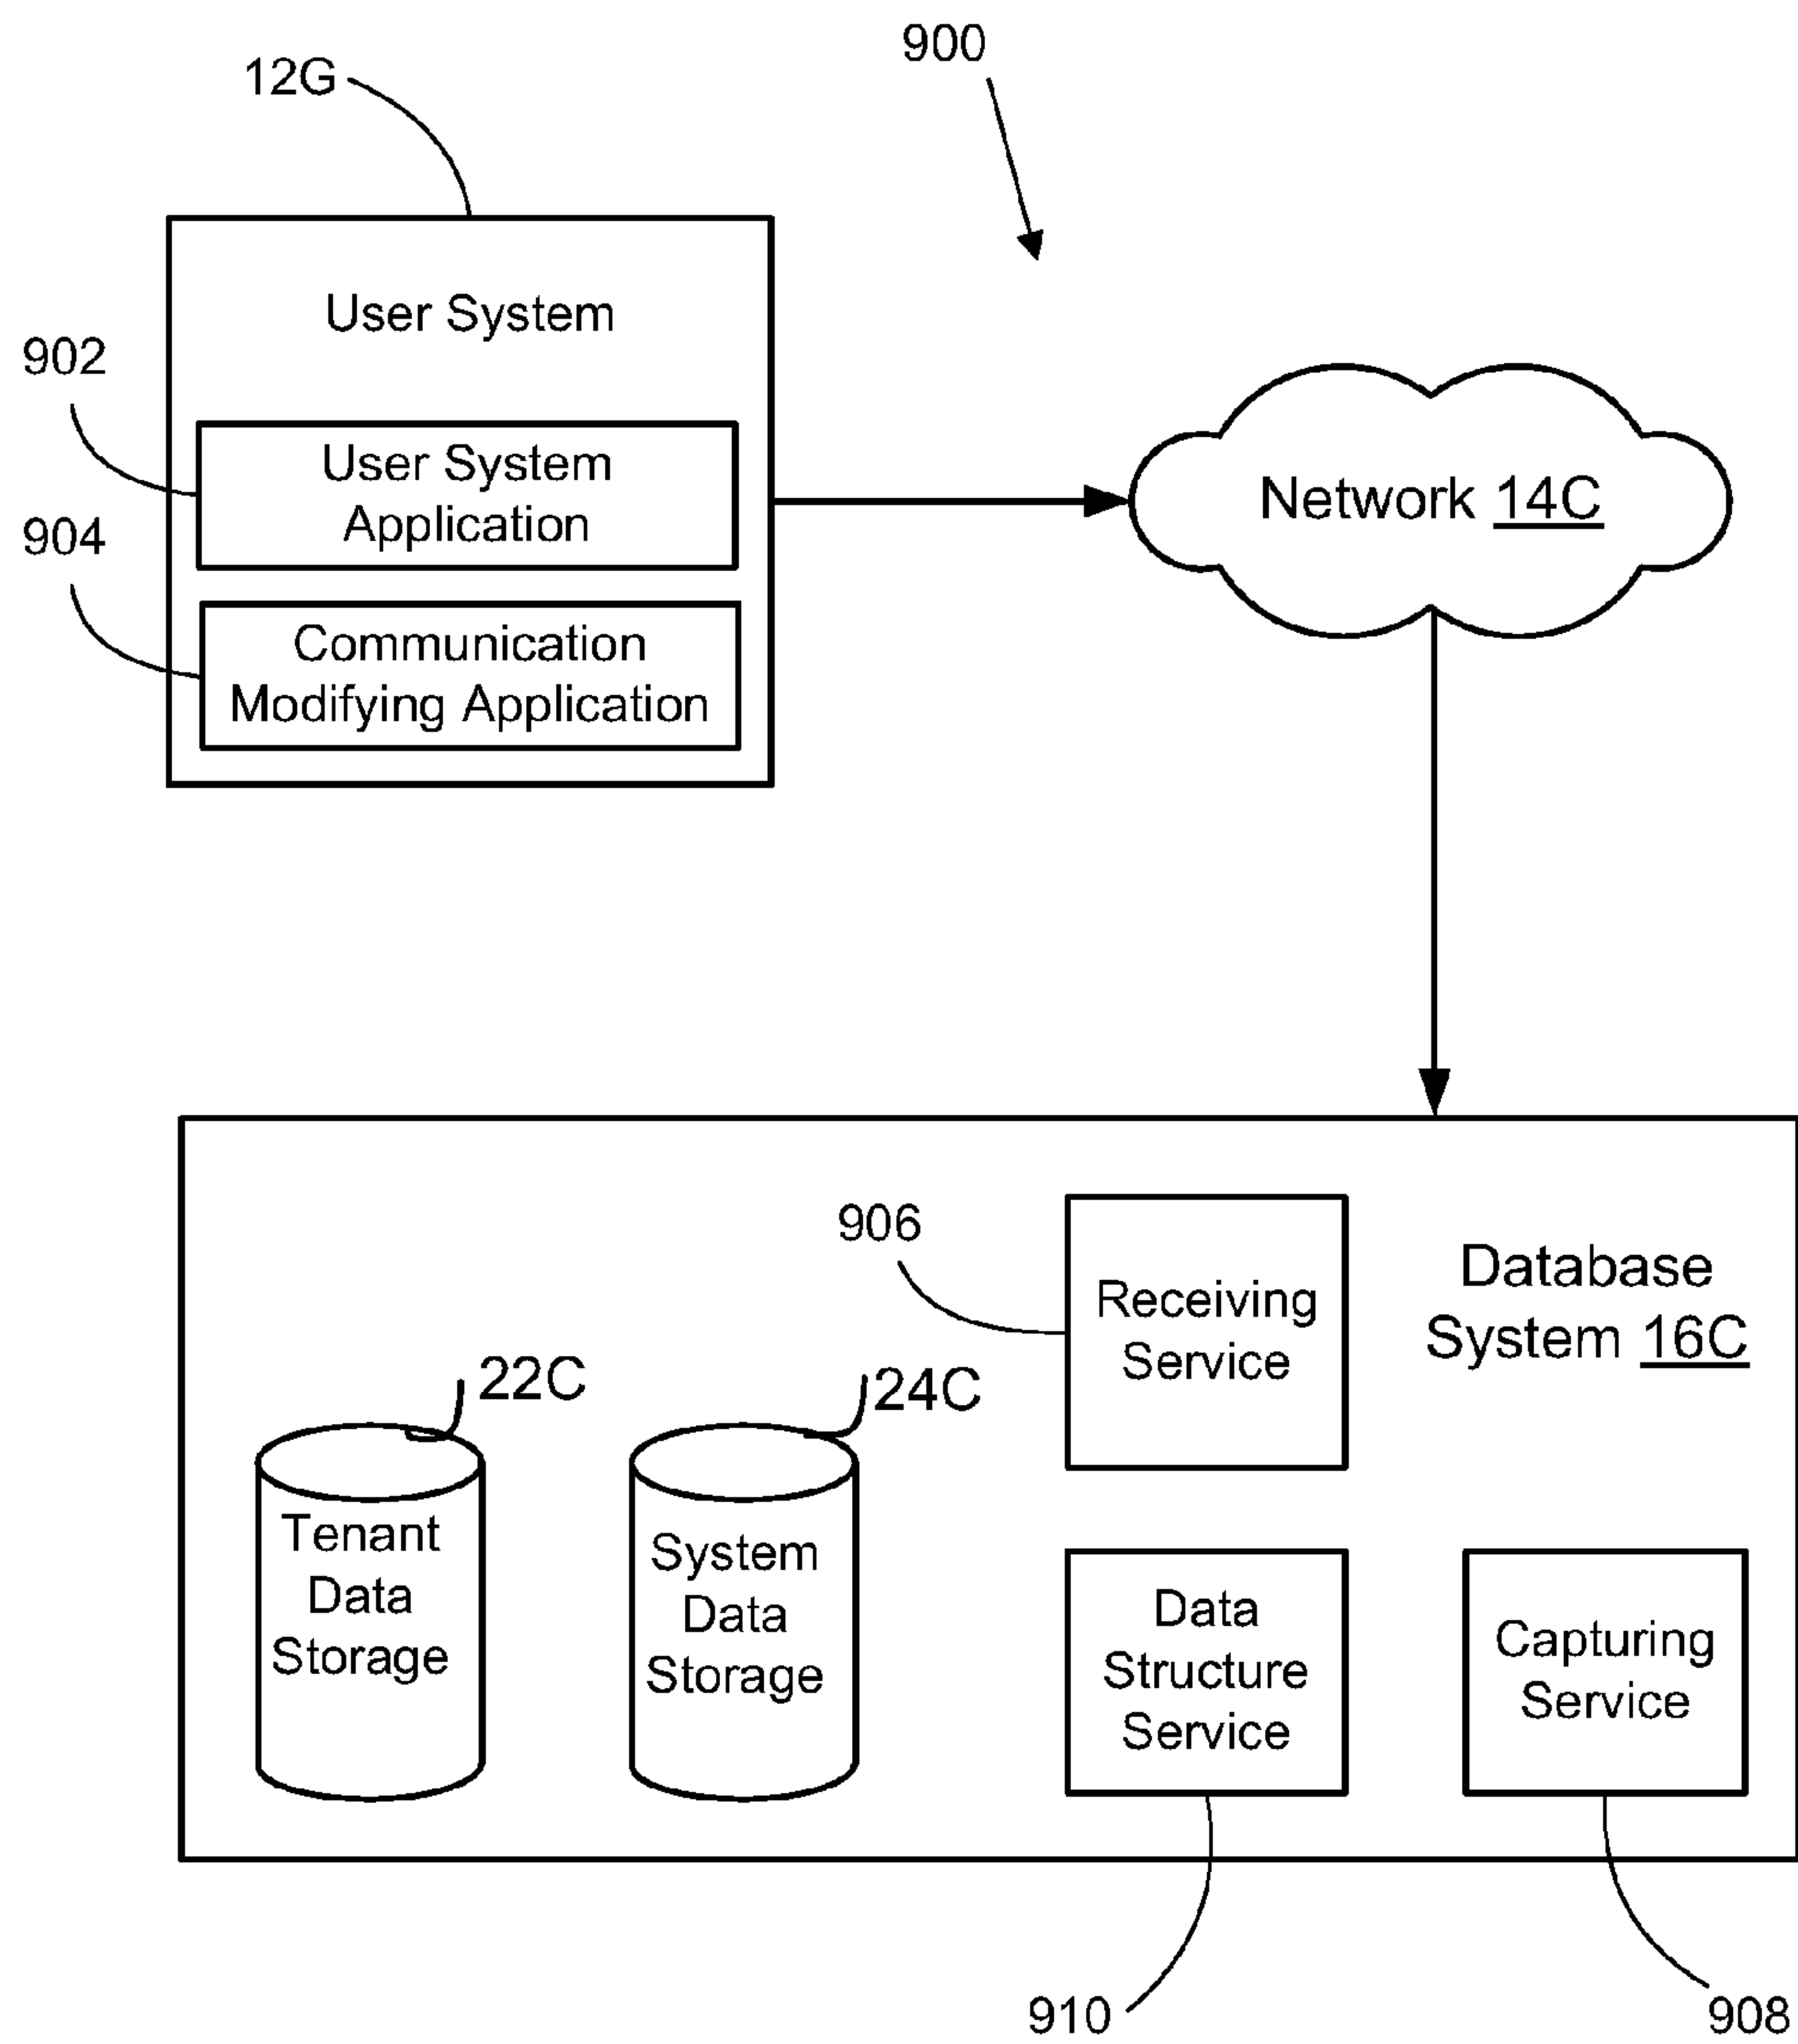 900
12G
User System
902
User System
Application
904
Communication
Modifying Application
Network 14C
906
Receiving
Service
Database
System 16C
22C
24C
Tenant
Data
Storage
System
Data
Storage
Data
Structure
Service
Capturing
Service
910
908